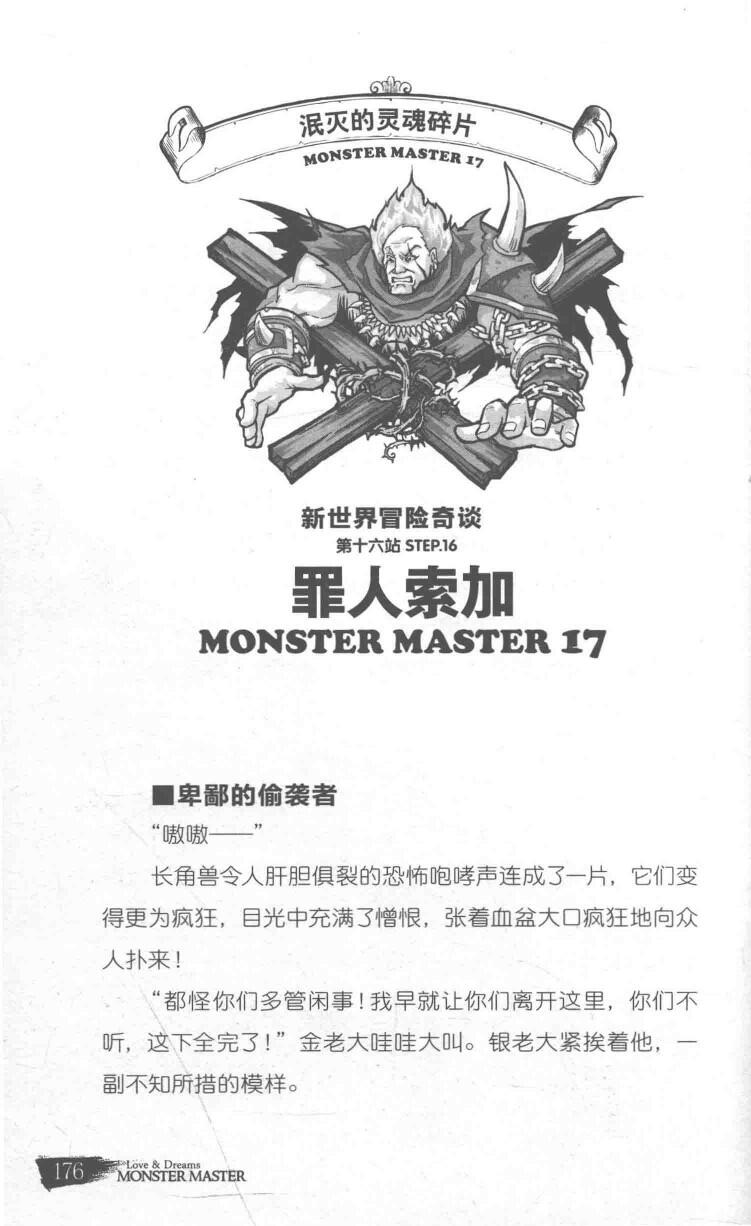 泯灭的灵魂碎片
MONSTER MASTER 17
新世界冒险奇谈
第十六站 STEP.16
罪人索加
MONSTER MASTER 17
■卑鄙的偷袭者
“嗷嗷——”
长角兽令人肝胆俱裂的恐怖咆哮声连成了一片，它们变
得更为疯狂，目光中充满了憎恨，张着血盆大口疯狂地向众
人扑来！
“都怪你们多管闲事！我早就让你们离开这里，你们不
听，这下全完了！”金老大哇哇大叫。银老大紧挨着他，一
副不知所措的模样。
176
Love & Dreams
MONSTER MASTER